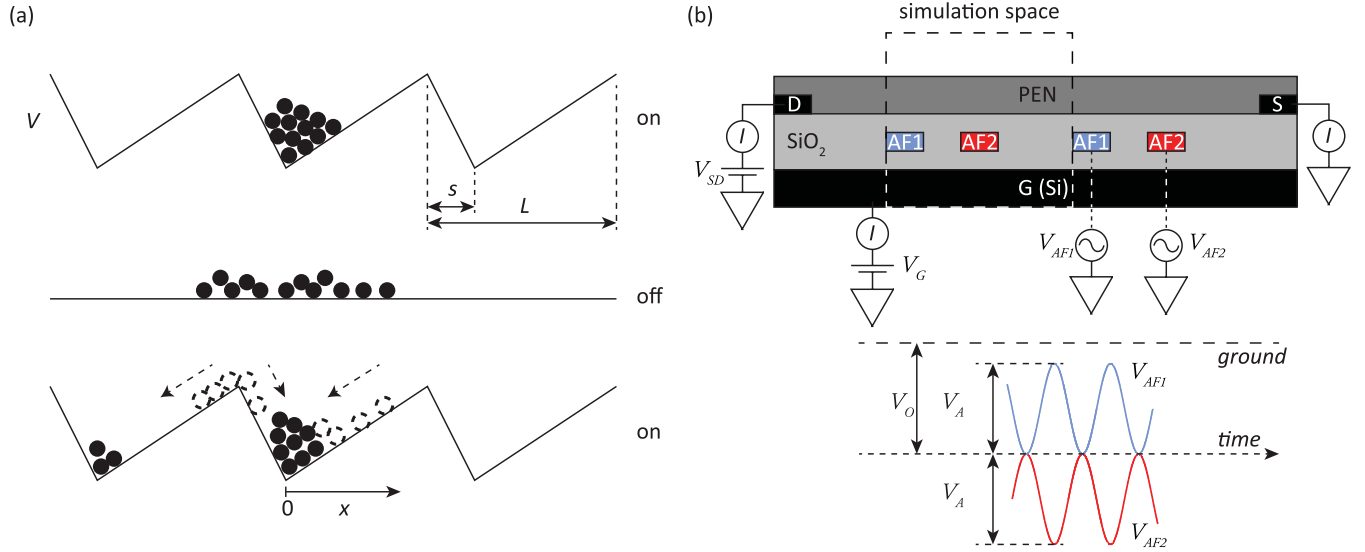 (a)
V
on
s
L
off
on
0
x
(b)
simulation space
PEN
D
S
I
I
SiO2
AF1
AF2
AF1
AF2
VSD
G (Si)
I
VG
VAF1
VAF2
ground
VO
VA
VAF1
time
VA
VAF2